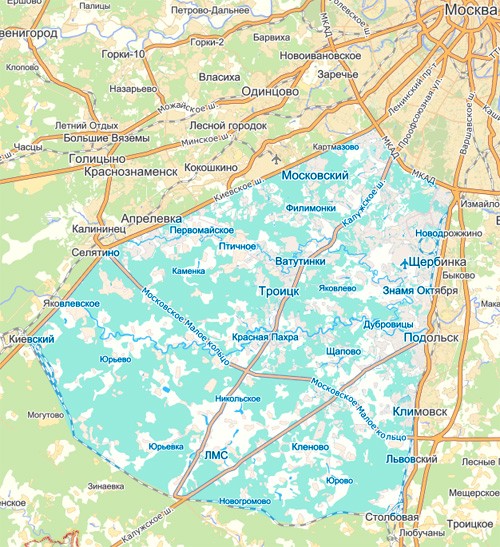 Ершово
Палицы
Петрово-Дальнее
Москва
МКАД
Горки-2
Барвиха
Горки-10
Новоивановское
Клопово
Власиха
Заречье
Назарьево
Одинцово
Ленинский пр-т
Можайское ш.
Профсоюзная ул.
Варшавское ш.
Летний Отдых
Лесной городок
Большие Вяземы
Минское ш.
Часцы
Картмазово
МКАД
Голицыно
Кокошкино
Краснознаменск
Московский
МКАД
Киевское ш.
Филимонки
Калужское ш.
Апрелевка
Калининец
Первомайское
Новодрожжино
Птичное
Селятино
Ватутинки
Щербинка
Каменка
Быково
Троицк
Яковлево
Знамя Октября
Яковлевское
Московское Малое кольцо
Дубровицы
Киевский
Красная Пахра
Подольск
Юрьево
Щапово
Московское Малое кольцо
Никольское
Могутово
Климовск
Юрьевка
ЛМС
Кленово
Львовский
Зинаевка
Юрово
Новогромово
Мещерское
Калужское ш.
Столбовая
Троицкое
Любучаны